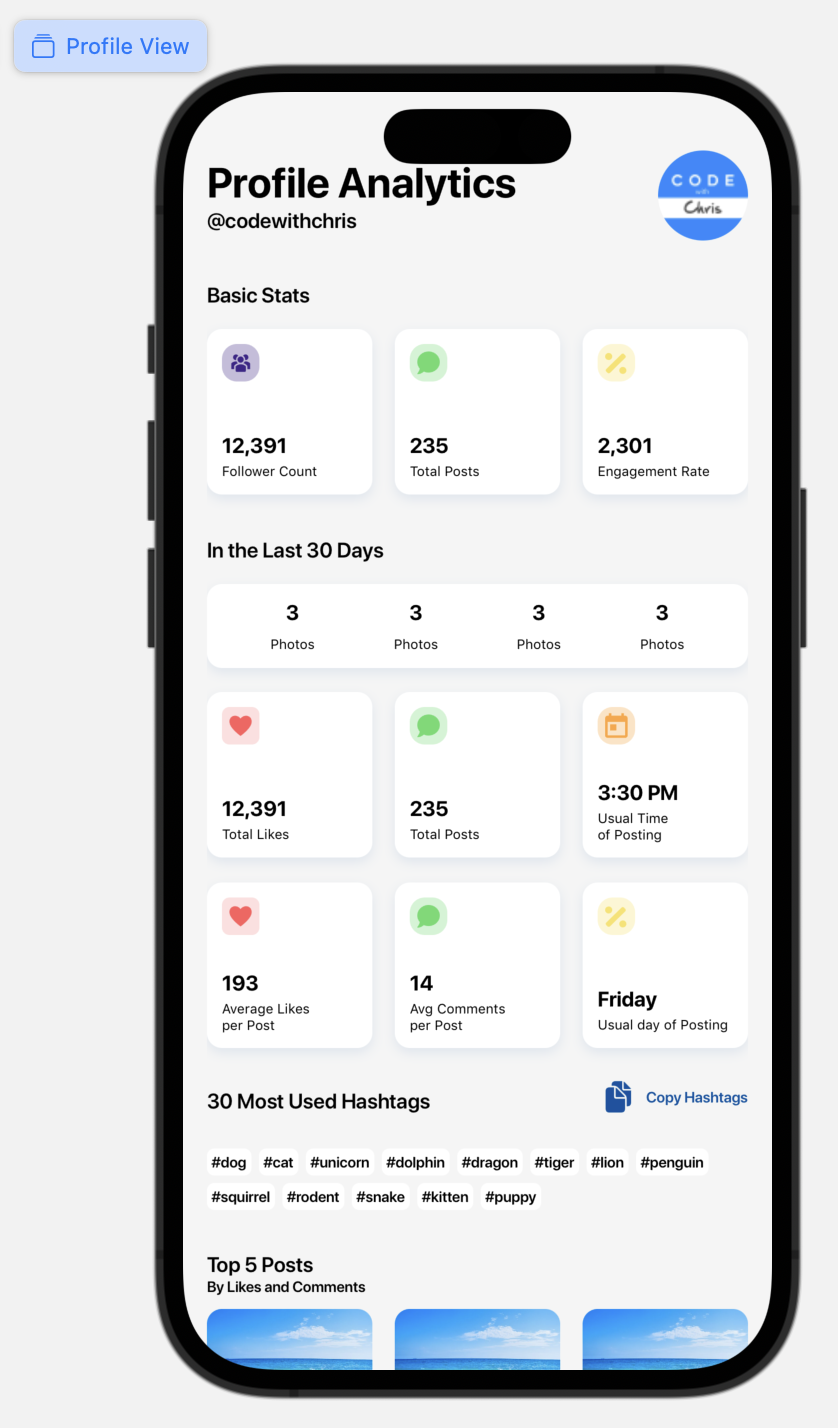 Profile View
Profile Analytics
@codewithchris
CODE
with
Chris
Basic Stats
12,391
Follower Count
235
Total Posts
2,301
Engagement Rate
In the Last 30 Days
3
Photos
3
Photos
3
Photos
3
Photos
12,391
Total Likes
235
Total Posts
3:30 PM
Usual Time
of Posting
193
Average Likes
per Post
14
Avg Comments
per Post
Friday
Usual day of Posting
30 Most Used Hashtags
Copy Hashtags
#dog #cat #unicorn #dolphin #dragon #tiger #lion #penguin
#squirrel #rodent #snake #kitten #puppy
Top 5 Posts
By Likes and Comments